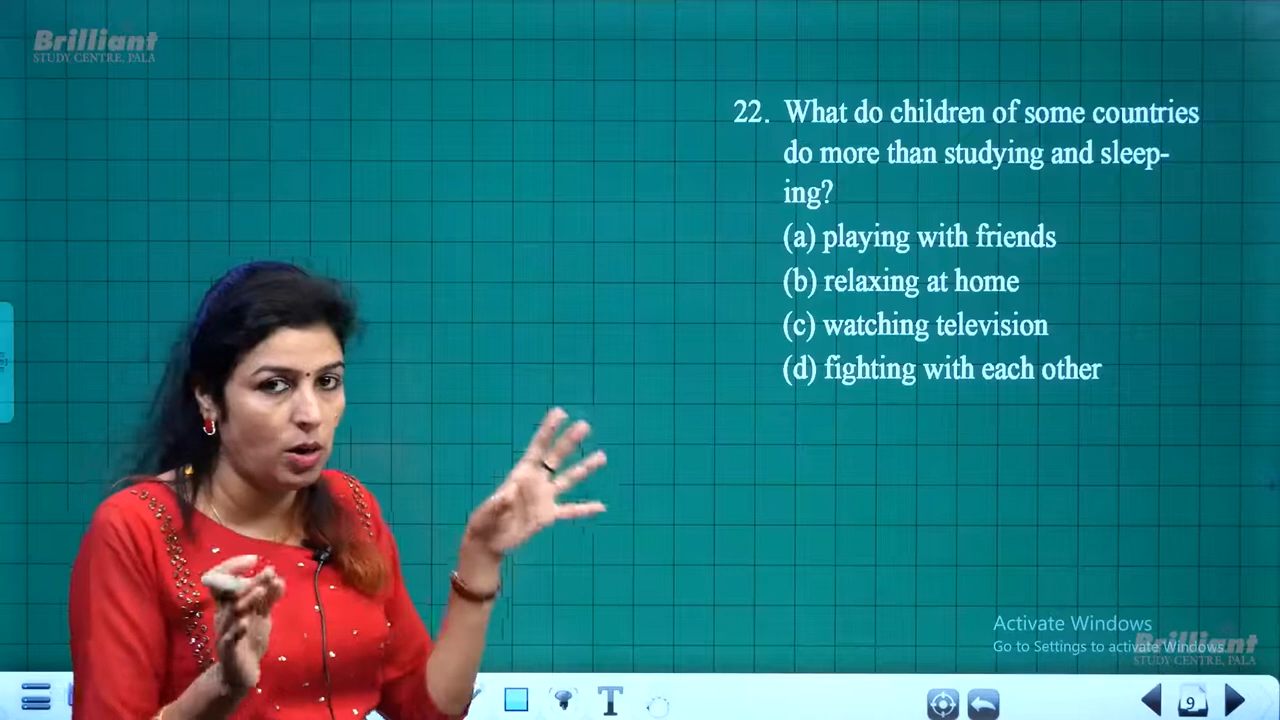 Brilliant
STUDY CENTRE, PALA
22. What do children of some countries
do more than studying and sleep-
ing?
(a) playing with friends
(b) relaxing at home
(c) watching television
(d) fighting with each other
Activate Windows
Go to Settings to activate Windows.
Brilliant
STUDY CENTRE, PALA
T
9